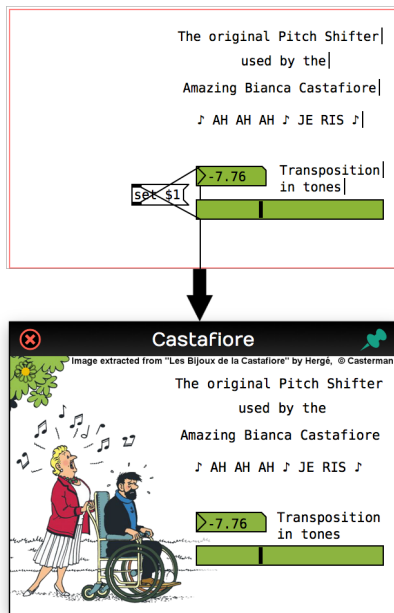 The original Pitch Shifter
used by the
Amazing Bianca Castafiore
♪ AH AH AH ♪ JE RIS ♪
-7.76
Transposition
in tones
set $1
Castafiore
Image extracted from "Les Bijoux de la Castafiore" by Hergé, © Casterman
The original Pitch Shifter
used by the
Amazing Bianca Castafiore
♪ AH AH AH ♪ JE RIS ♪
-7.76
Transposition
in tones